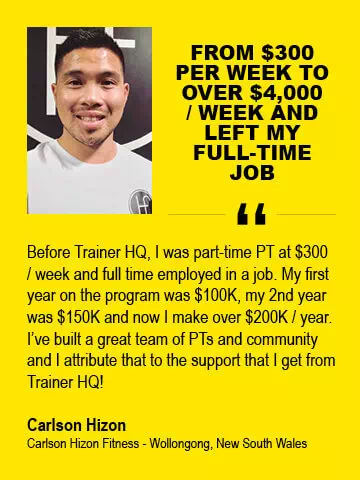 FROM $300
PER WEEK TO
OVER $4,000
/ WEEK AND
LEFT MY
FULL-TIME
JOB
“
Before Trainer HQ, I was part-time PT at $300
/ week and full time employed in a job. My first
year on the program was $100K, my 2nd year
was $150K and now I make over $200K / year.
I’ve built a great team of PTs and community
and I attribute that to the support that I get from
Trainer HQ!
Carlson Hizon
Carlson Hizon Fitness - Wollongong, New South Wales